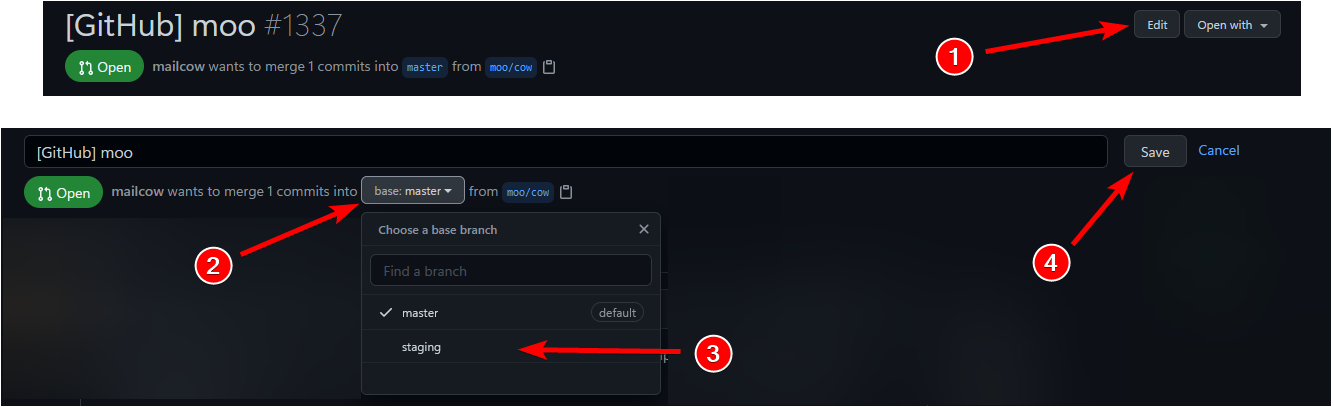 [GitHub] moo #1337
Edit
Open with
1
Open
mailcow wants to merge 1 commits into master from moo/cow
[GitHub] moo
Save
Cancel
Open
mailcow wants to merge 1 commits into base: master from moo/cow
4
2
Choose a base branch
Find a branch
master
default
staging
3